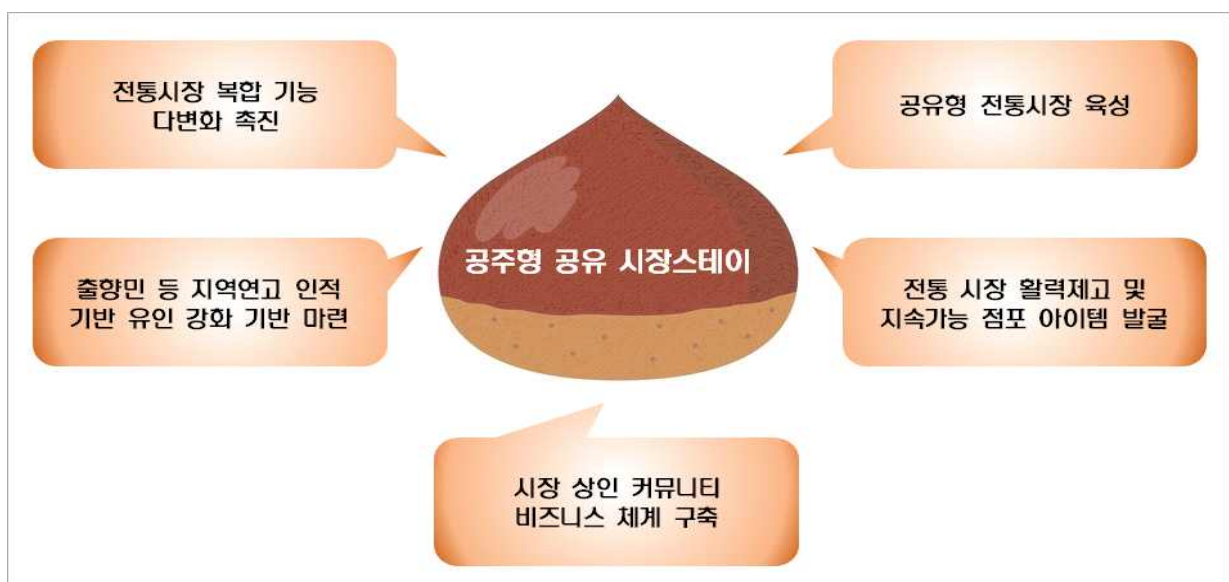 전통시장 복합 기능
다변화 촉진
공유형 전통시장 육성
공주형 공유 시장스테이
출향민 등 지역연고 인적
기반 유인 강화 기반 마련
전통 시장 활력제고 및
지속가능 점포 아이템 발굴
시장 상인 커뮤니티
비즈니스 체계 구축